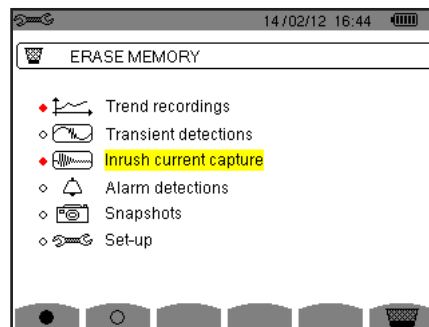 14/02/12 16:44
ERASE MEMORY
Trend recordings
Transient detections
Inrush current capture
Alarm detections
Snapshots
Set-up